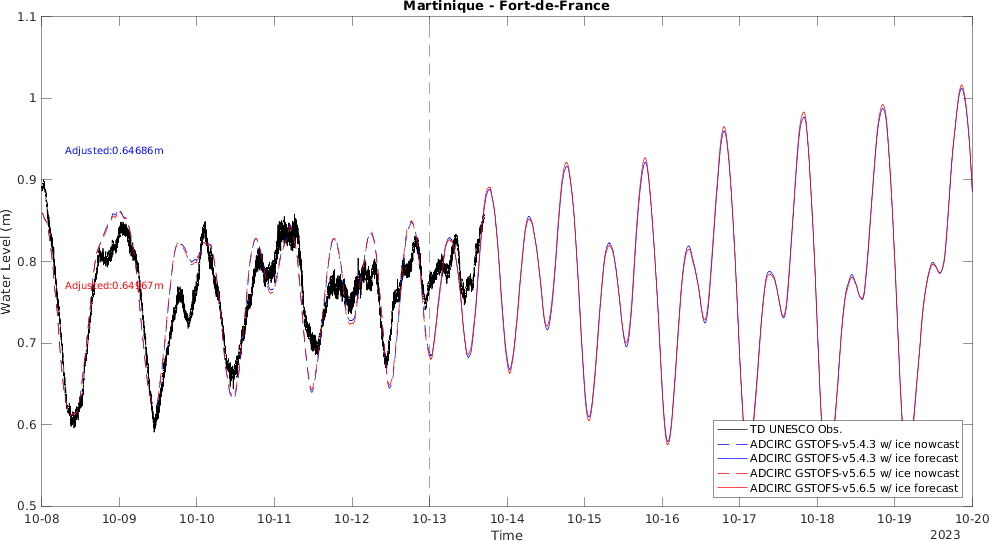 Martinique - Fort-de-France
1.1
1
0.9
0.8
0.7
0.6
0.5
Water Level (m)
Adjusted:0.64686m
Adjusted:0.64967m
TD UNESCO Obs.
ADCIRC GSTOFS-v5.4.3 w/ ice nowcast
ADCIRC GSTOFS-v5.4.3 w/ ice forecast
ADCIRC GSTOFS-v5.6.5 w/ ice nowcast
ADCIRC GSTOFS-v5.6.5 w/ ice forecast
10-08 10-09 10-10 10-11 10-12 10-13 10-14 10-15 10-16 10-17 10-18 10-19 10-20
Time
2023